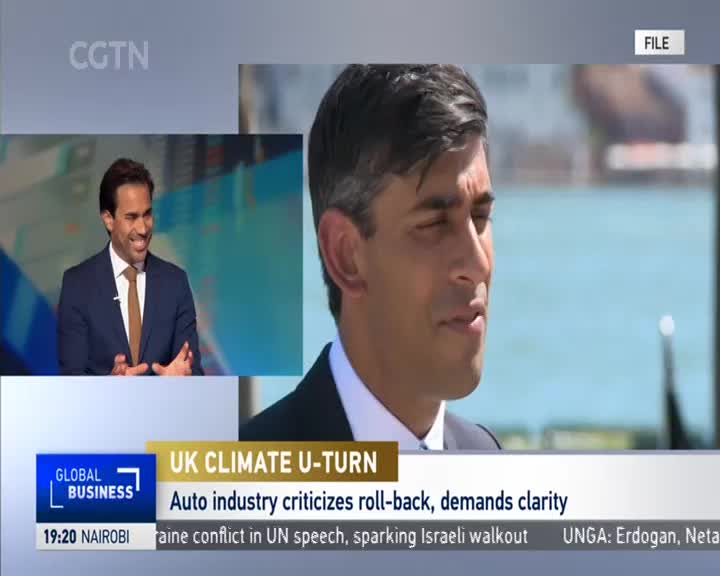 CGTN
FILE
UK CLIMATE U-TURN
GLOBAL
BUSINESS
Auto industry criticizes roll-back, demands clarity
19:20 NAIROBI
raine conflict in UN speech, sparking Israeli walkout UNGA: Erdogan, Neta